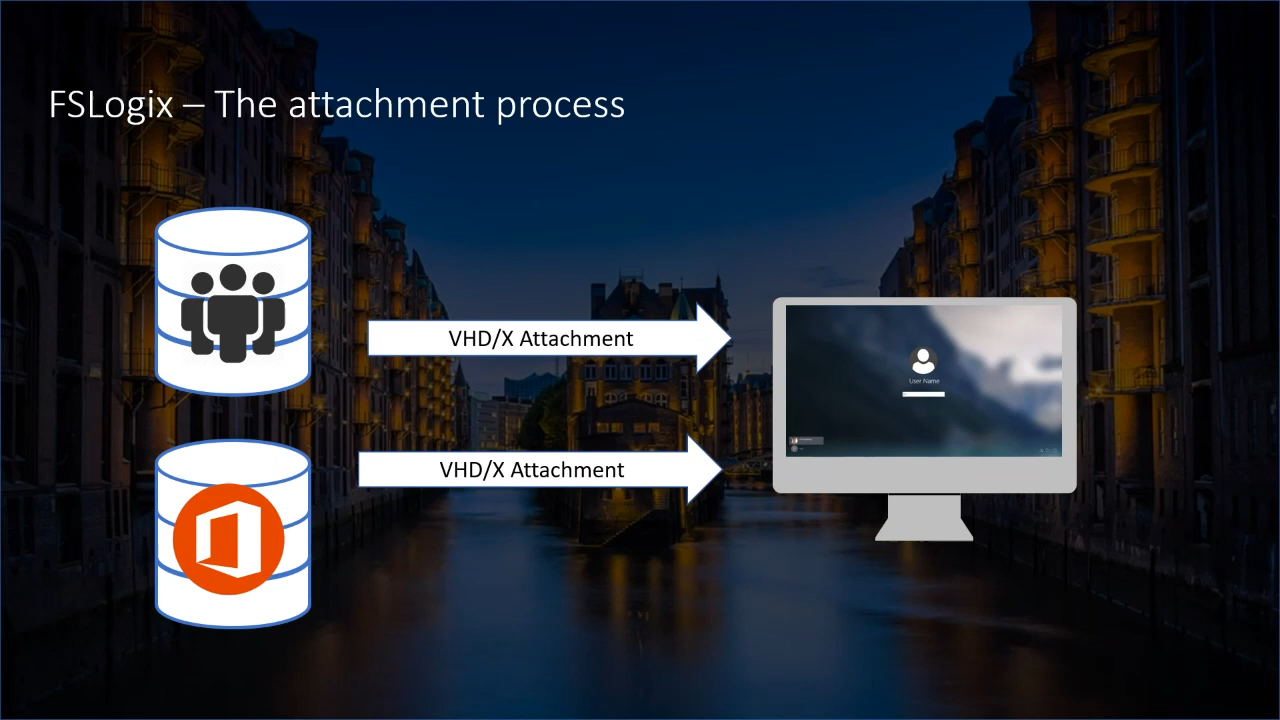 FSLogix – The attachment process
VHD/X Attachment
User Name
VHD/X Attachment